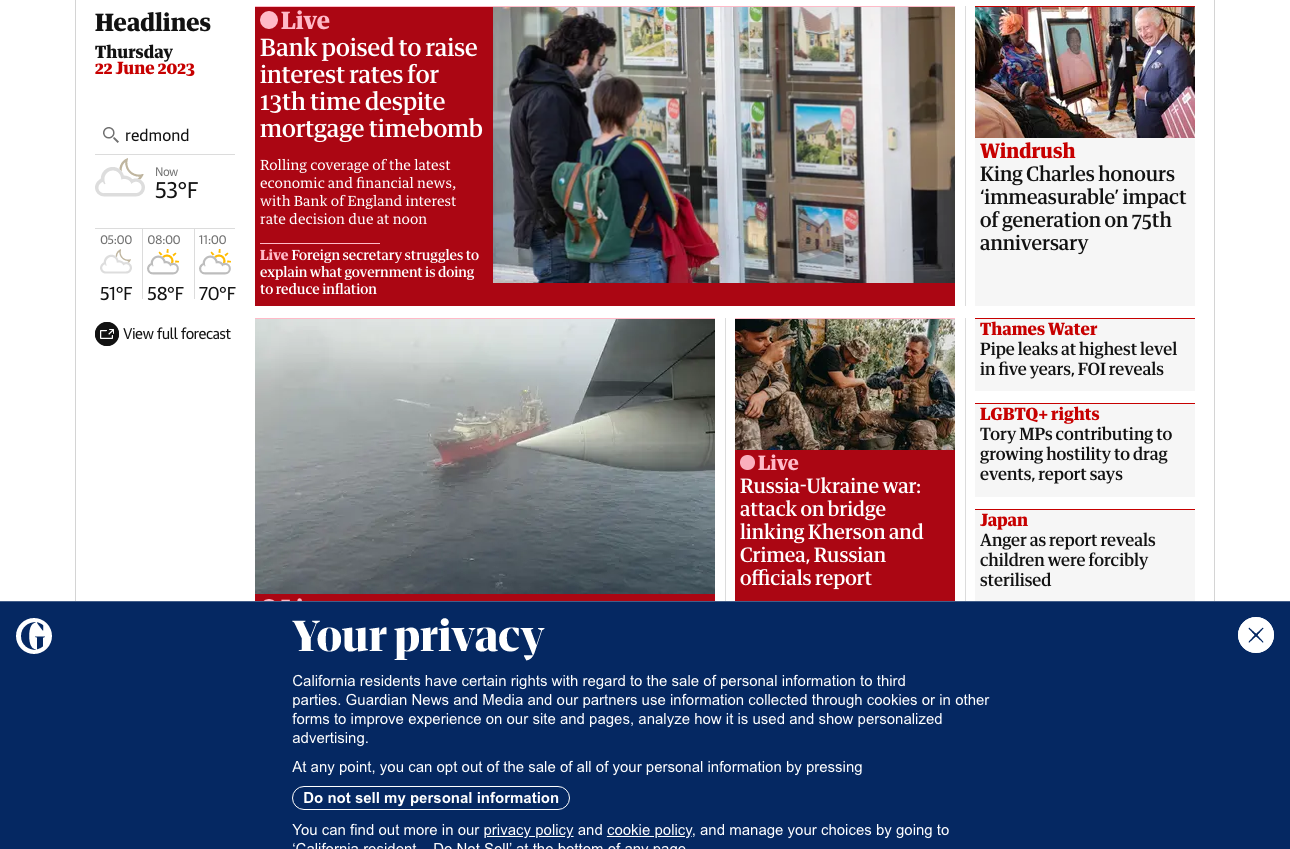 Headlines
Thursday
22 June 2023
redmond
Now
53°F
05:00 08:00 11:00
51°F 58°F 70°F
View full forecast
Live
Bank poised to raise
interest rates for
13th time despite
mortgage timebomb
Rolling coverage of the latest
economic and financial news,
with Bank of England interest
rate decision due at noon
Live Foreign secretary struggles to
explain what government is doing
to reduce inflation
Windrush
King Charles honours
‘immeasurable’ impact
of generation on 75th
anniversary
Live
Russia-Ukraine war:
attack on bridge
linking Kherson and
Crimea, Russian
officials report
Thames Water
Pipe leaks at highest level
in five years, FOI reveals
LGBTQ+ rights
Tory MPs contributing to
growing hostility to drag
events, report says
Japan
Anger as report reveals
children were forcibly
sterilised
G
Your privacy
California residents have certain rights with regard to the sale of personal information to third
parties. Guardian News and Media and our partners use information collected through cookies or in other
forms to improve experience on our site and pages, analyze how it is used and show personalized
advertising.
At any point, you can opt out of the sale of all of your personal information by pressing
Do not sell my personal information
You can find out more in our privacy policy and cookie policy, and manage your choices by going to
‘California resident – Do Not Sell’ at the bottom of any page.